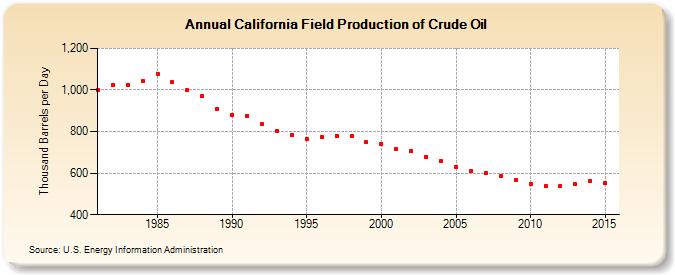 Annual California Field Production of Crude Oil
Thousand Barrels per Day
1,200
1,000
800
600
400
1985 1990 1995 2000 2005 2010 2015
Source: U.S. Energy Information Administration